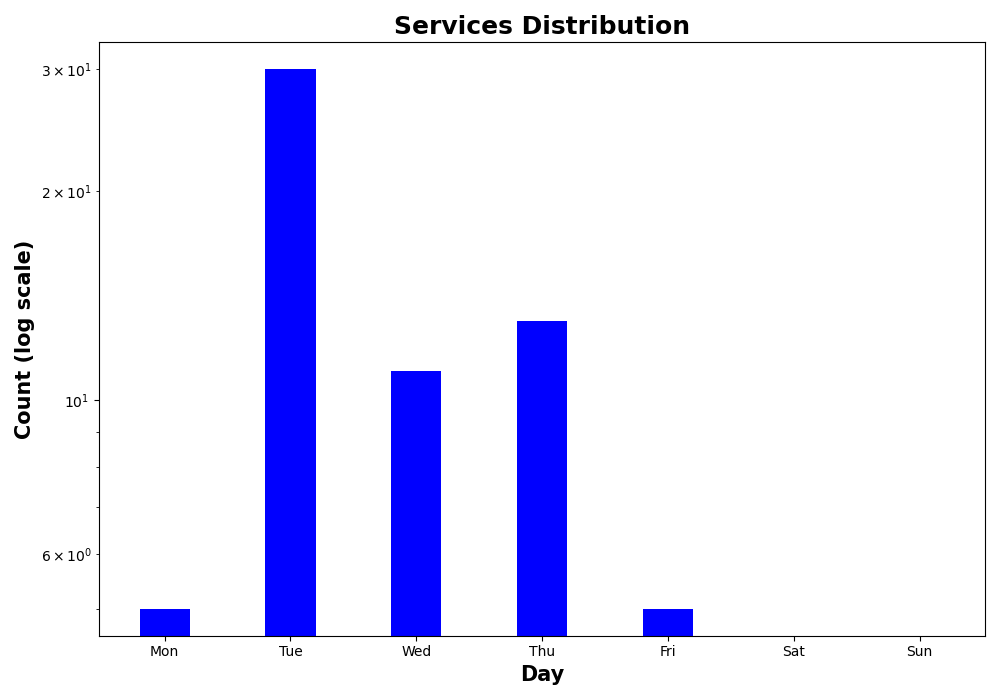 Services Distribution
Count (log scale)
3 × 10¹
2 × 10¹
10¹
6 × 10⁰
Mon Tue Wed Thu Fri Sat Sun
Day